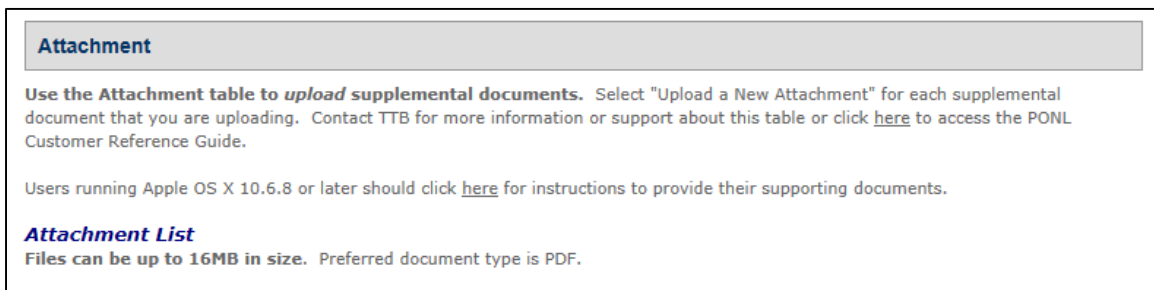 Attachment
Use the Attachment table to upload supplemental documents.  Select "Upload a New Attachment" for each supplemental
document that you are uploading.  Contact TTB for more information or support about this table or click here to access the PONL
Customer Reference Guide.
Users running Apple OS X 10.6.8 or later should click here for instructions to provide their supporting documents.
Attachment List
Files can be up to 16MB in size.  Preferred document type is PDF.